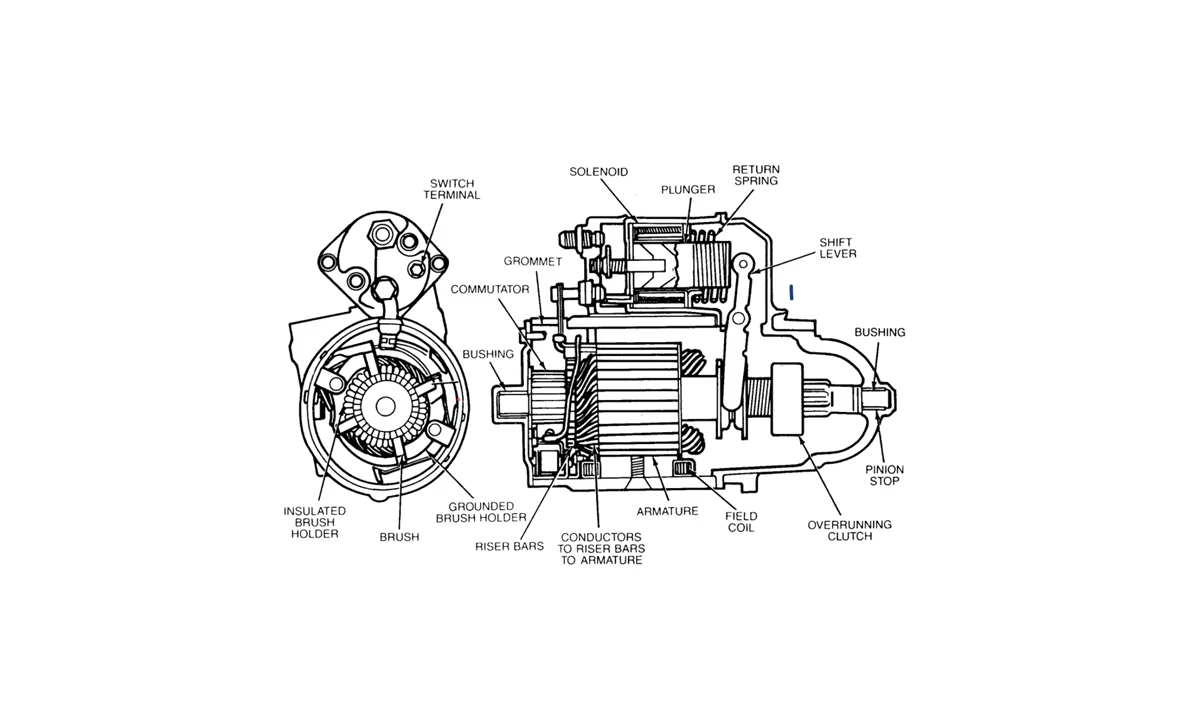 SWITCH
TERMINAL
SOLENOID
PLUNGER
RETURN
SPRING
SHIFT
LEVER
GROMMET
COMMUTATOR
BUSHING
BUSHING
PINION
STOP
OVERRUNNING
CLUTCH
FIELD
COIL
ARMATURE
CONDUCTORS
TO RISER BARS
TO ARMATURE
RISER BARS
GROUNDED
BRUSH HOLDER
BRUSH
INSULATED
BRUSH
HOLDER